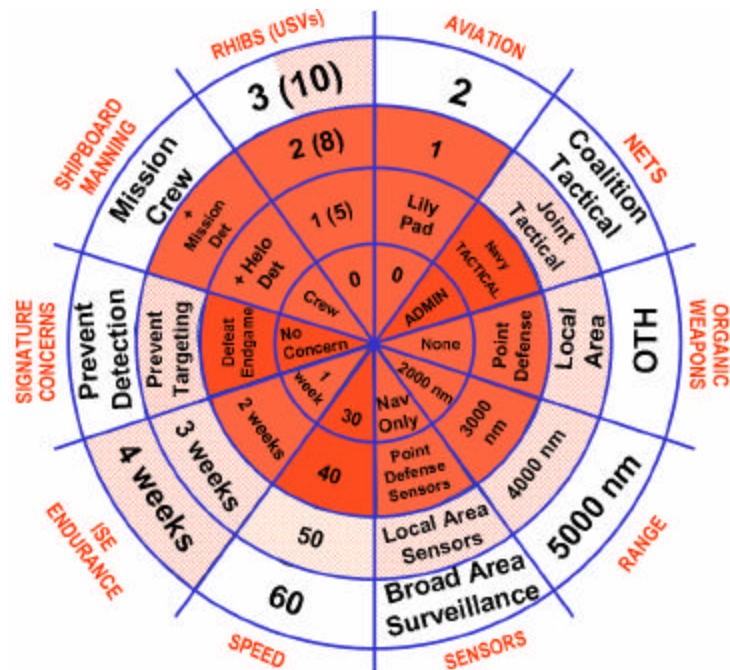 RHIBS (USVs)
3 (10)
2 (8)
1 (5)
0
AVIATION
2
1
Lily
Pad
0
NETS
Coalition
Tactical
Joint
Tactical
Navy
TACTICAL
ADMIN
ORGANIC
WEAPONS
OTH
Local
Area
Point
Defense
None
RANGE
5000 nm
4000 nm
3000
nm
2000 nm
SENSORS
Broad Area
Surveillance
Local Area
Sensors
Point
Defense
Sensors
Nav
Only
SPEED
60
50
40
30
ISE
ENDURANCE
4 weeks
3 weeks
2 weeks
1
week
SIGNATURE
CONCERNS
Prevent
Detection
Prevent
Targeting
Defeat
Endgame
No
Concern
SHIPBOARD
MANNING
Mission
Crew
+
Mission
Det
+ Helo
Det
Crew